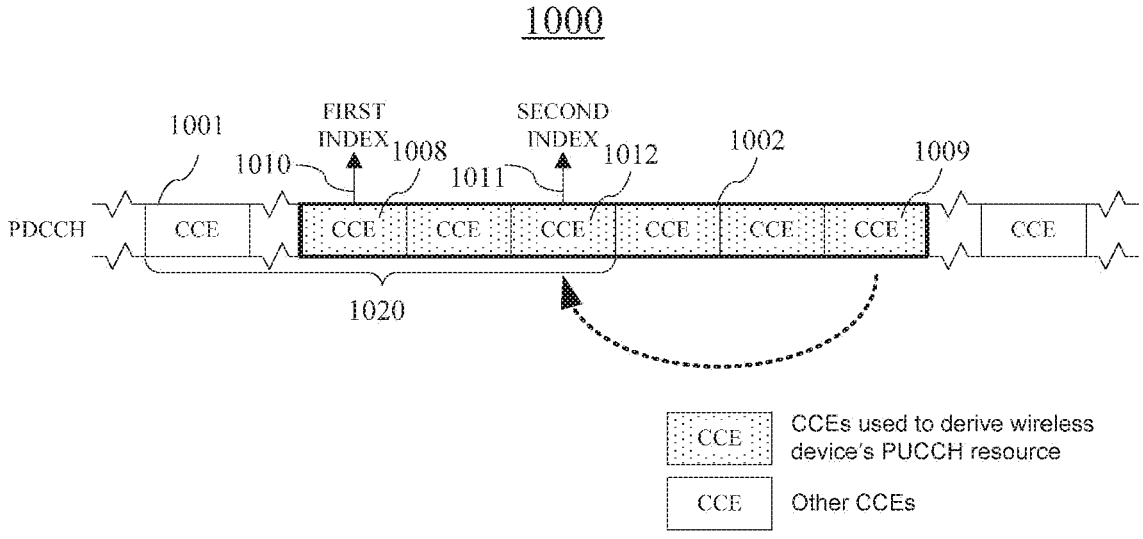 1000
FIRST
INDEX
SECOND
INDEX
1001
1010
1008
1011
1012
1002
1009
PDCCH
CCE
CCE
CCE
CCE
CCE
CCE
CCE
CCE
1020
CCE
CCEs used to derive wireless
device's PUCCH resource
CCE
Other CCEs